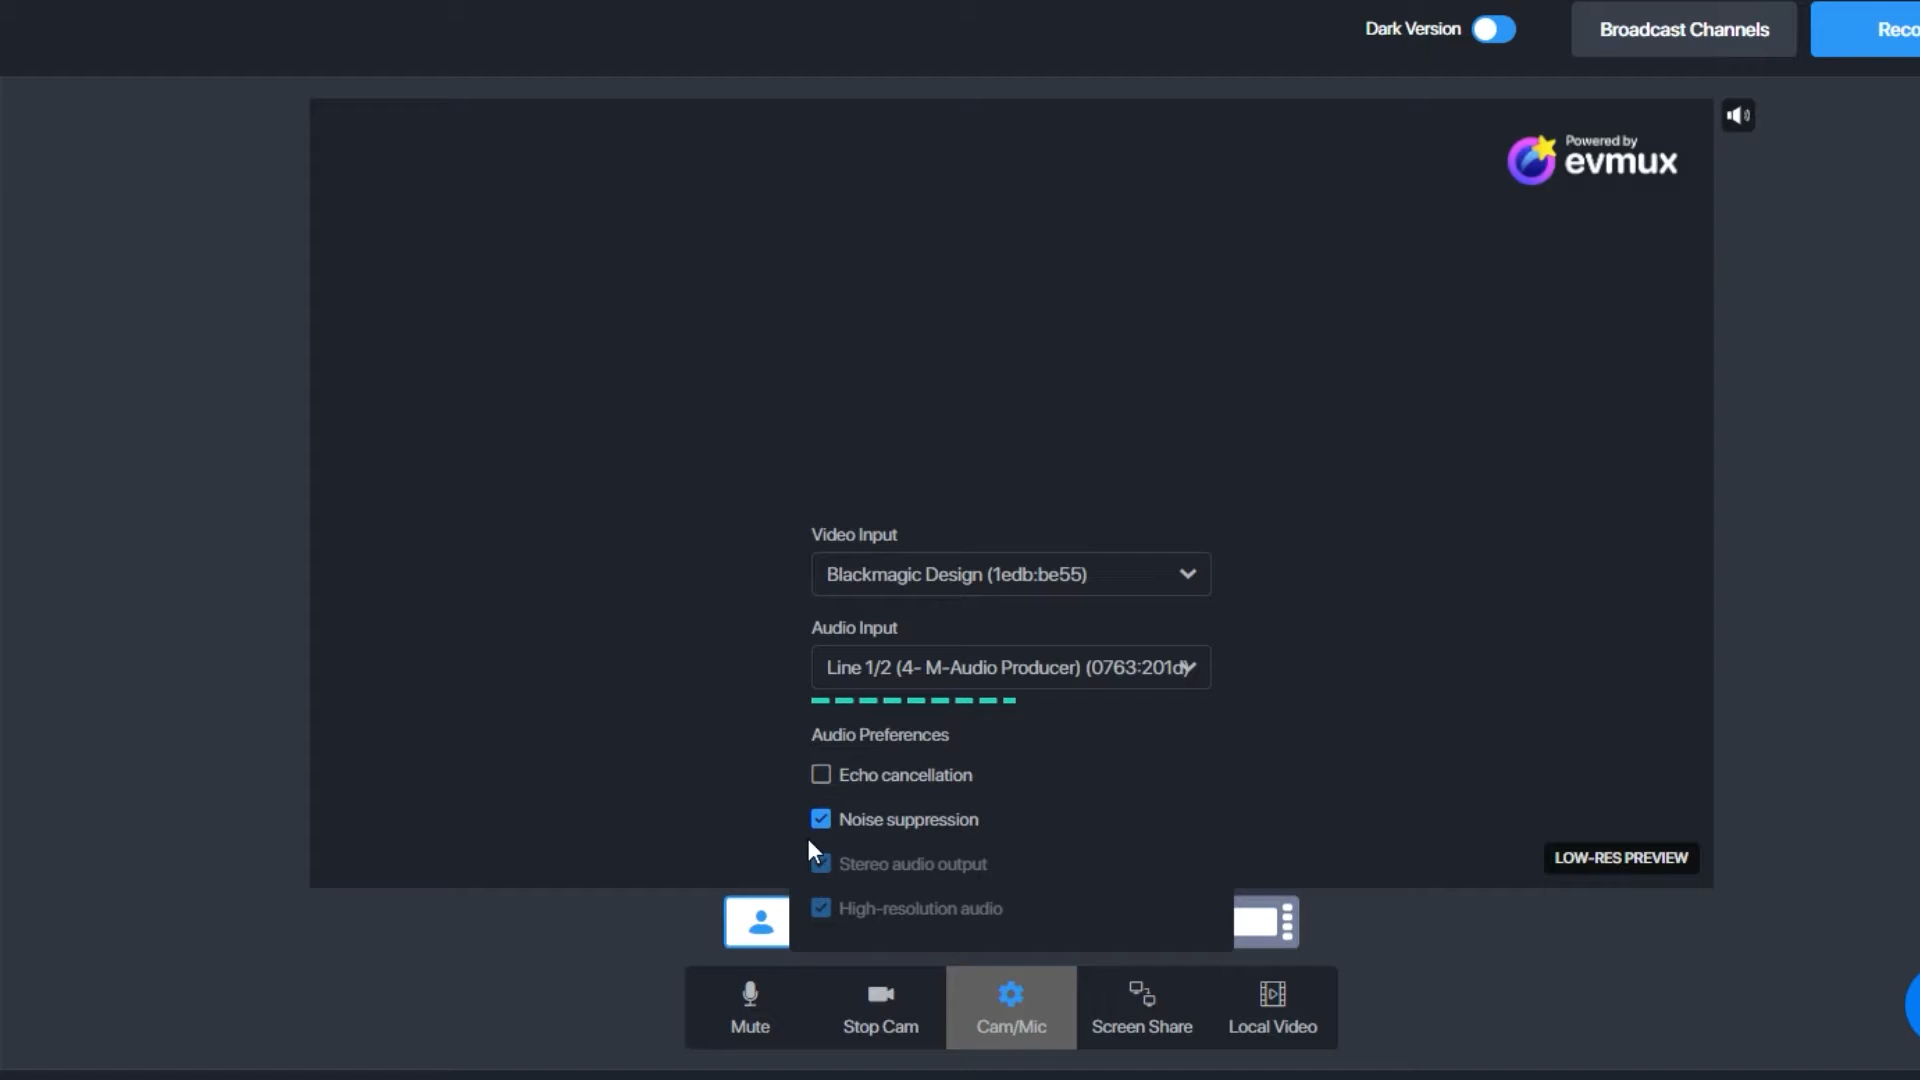 Dark Version
Broadcast Channels
Reco
Powered by
evmux
Video Input
Blackmagic Design (1edb:be55)
Audio Input
Line 1/2 (4- M-Audio Producer) (0763:201d)
Audio Preferences
Echo cancellation
Noise suppression
Stereo audio output
LOW-RES PREVIEW
High-resolution audio
Mute
Stop Cam
Cam/Mic
Screen Share
Local Video